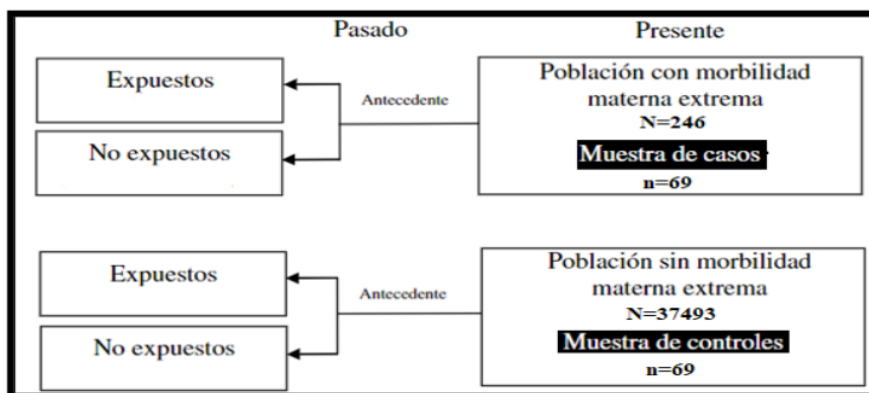 Pasado
Presente
Expuestos
No expuestos
Antecedente
Población con morbilidad
materna extrema
N=246
Muestra de casos
n=69
Expuestos
No expuestos
Antecedente
Población sin morbilidad
materna extrema
N=37493
Muestra de controles
n=69